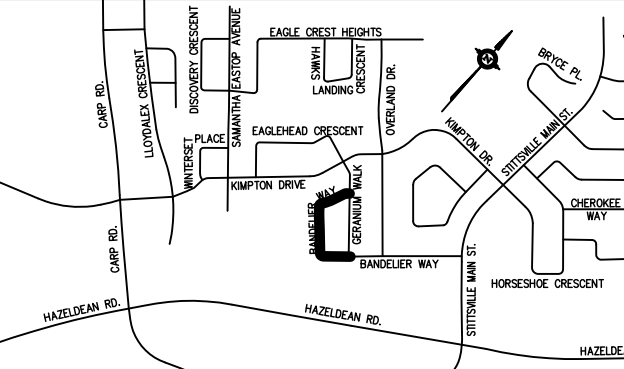 EAGLE CREST HEIGHTS
DISCOVERY CRESCENT
SAMANTHA EASTOP AVENUE
HAWKS
LANDING
CRESCENT
OVERLAND DR.
N
BRYCE PL.
CARP RD.
LLOYDALEX CRESCENT
EAGLEHEAD CRESCENT
KIMPTON DR.
STITTSVILLE MAIN ST.
WINTERSET
PLACE
KIMPTON DRIVE
BANDELIER WAY
GERANIUM WALK
CHEROKEE
WAY
CARP RD.
BANDELIER WAY
STITTSVILLE MAIN ST.
HORSESHOE CRESCENT
HAZELDEAN RD.
HAZELDEAN RD.
HAZELDE